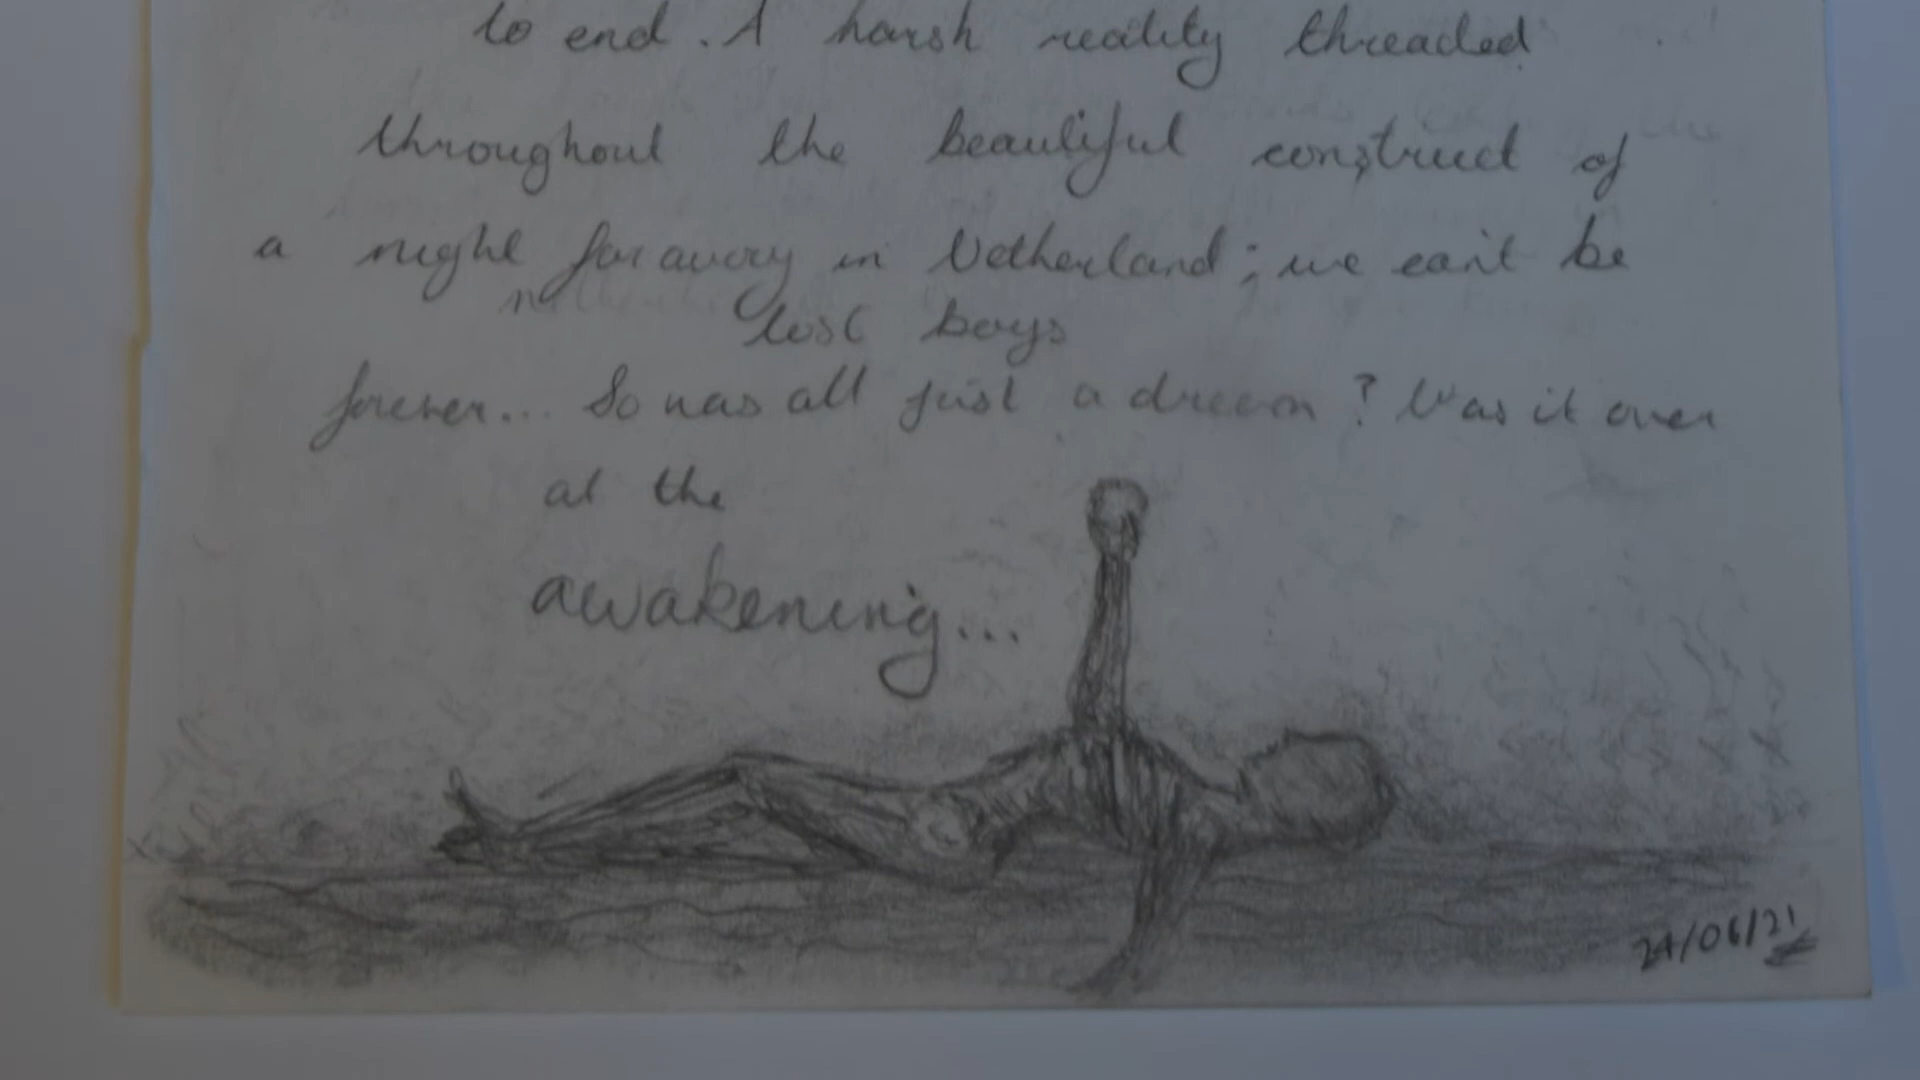 to end. A harsh reality threaded
throughout the beautiful construct of
a night far away in Netherland; we can't be
lost boys
forever... So was all just a dream? Was it over
at the
awakening...
24/06/21